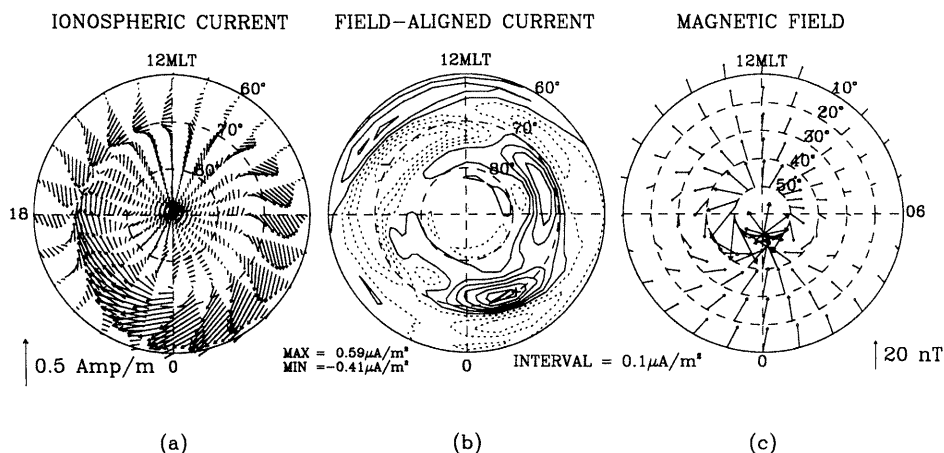 IONOSPHERIC CURRENT
FIELD-ALIGNED CURRENT
MAGNETIC FIELD
12MLT
60°
70°
80°
18
0
0.5 Amp/m
12MLT
60°
70°
80°
0
MAX = 0.59μA/m²
MIN =-0.41μA/m²
INTERVAL = 0.1μA/m²
12MLT
10°
20°
30°
40°
50°
06
0
20 nT
(a)
(b)
(c)